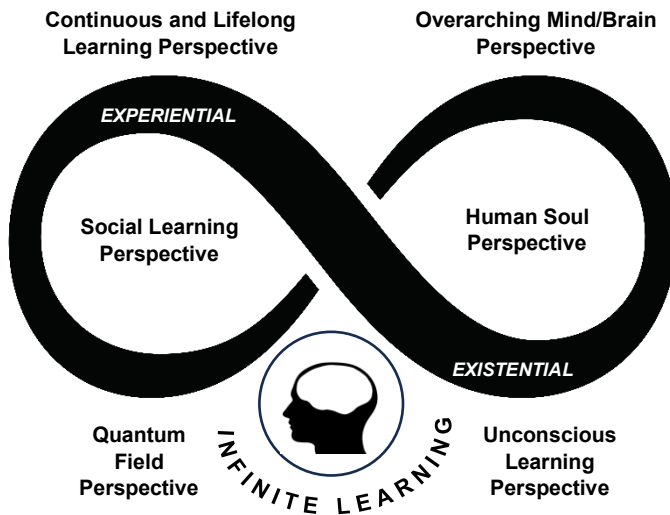 Continuous and Lifelong
Learning Perspective
Overarching Mind/Brain
Perspective
EXPERIENTIAL
Social Learning
Perspective
Human Soul
Perspective
EXISTENTIAL
Quantum
Field
Perspective
INFINITE LEARNING
Unconscious
Learning
Perspective